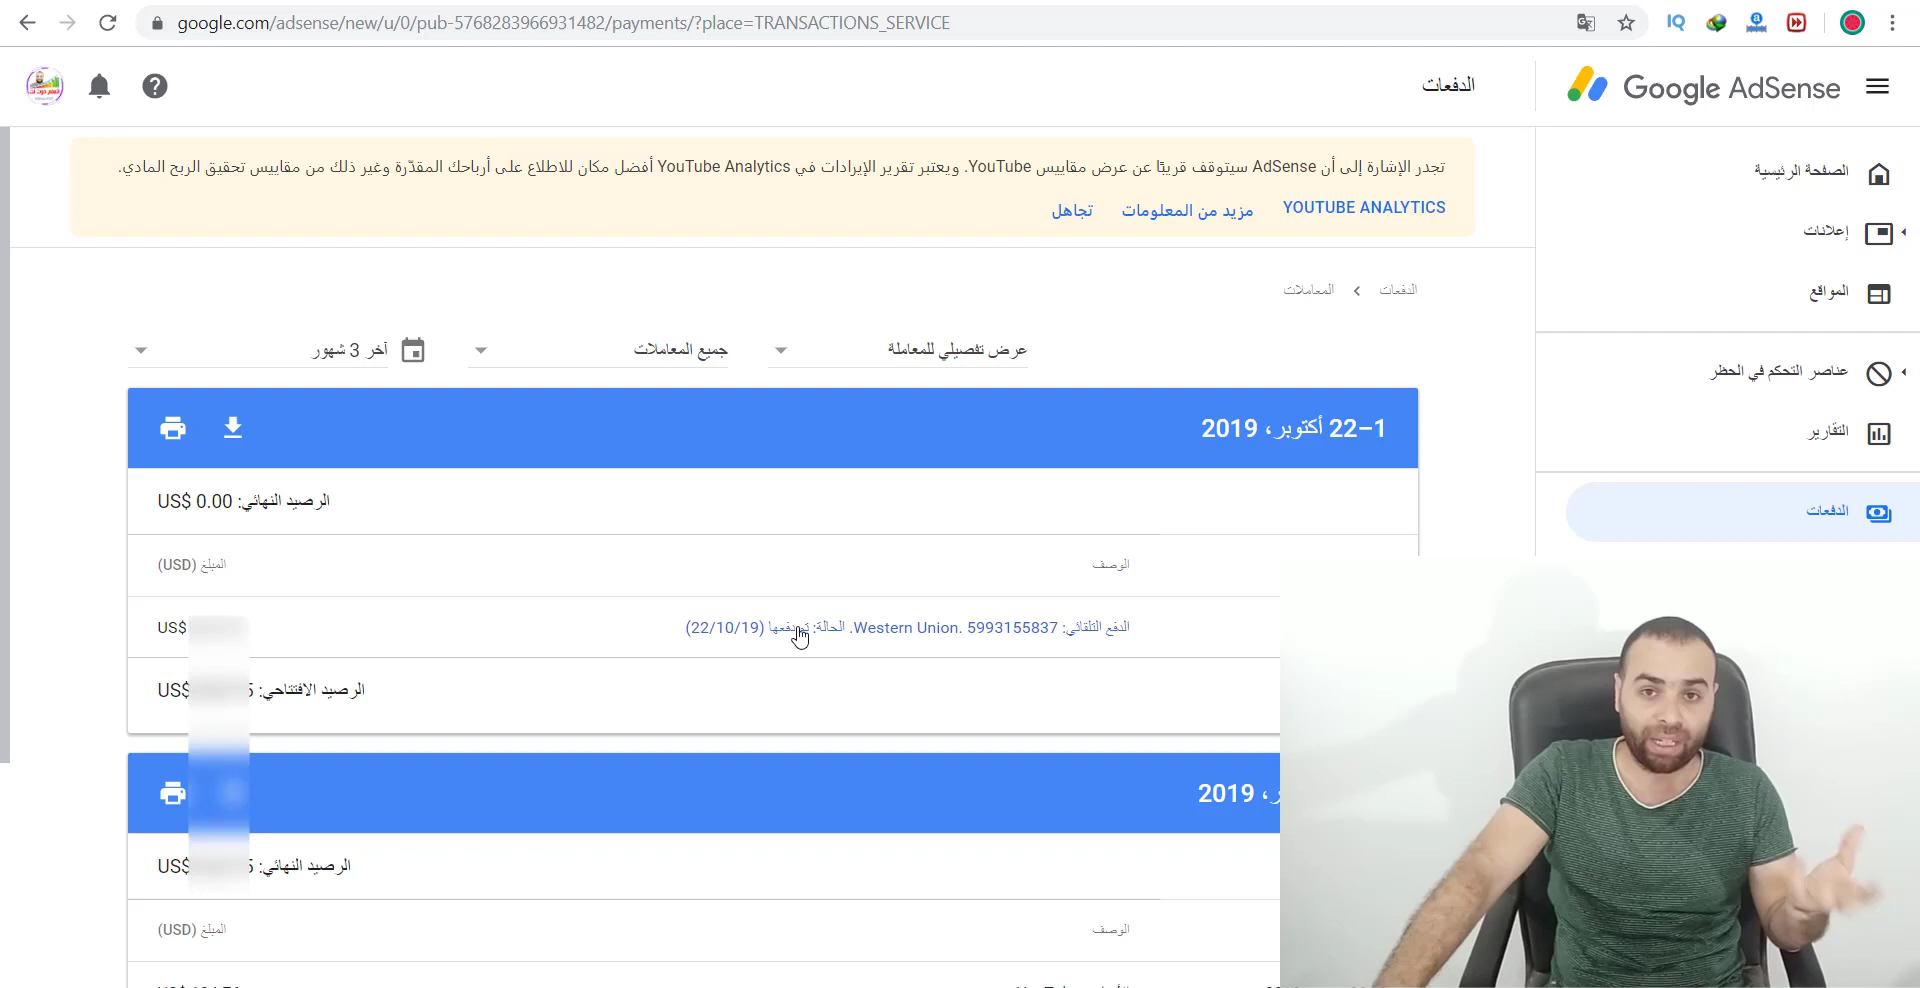 google.com/adsense/new/u/0/pub-5768283966931482/payments/?place=TRANSACTIONS_SERVICE
Google AdSense
الدفعات
تجدر الإشارة إلى أن AdSense سيتوقف قريبًا عن عرض مقاييس YouTube. ويعتبر تقرير الإيرادات في YouTube Analytics أفضل مكان للاطلاع على أرباحك المقدّرة وغير ذلك من مقاييس تحقيق الربح المادي.
YOUTUBE ANALYTICS مزيد من المعلومات تجاهل
الصفحة الرئيسية
إعلانات
المواقع
عناصر التحكم في الحظر
التقارير
الدفعات
الدفعات
المعاملات
عرض تفصيلي للمعاملة
جميع المعاملات
آخر 3 شهور
1–22 أكتوبر، 2019
الرصيد النهائي: US$ 0.00
الوصف
المبلغ (USD)
الدفع التلقائي: Western Union. 5993155837. الحالة: دفعها (22/10/19)
US$
الرصيد الافتتاحي: US$ 5
2019
الرصيد النهائي: US$ 5
الوصف
المبلغ (USD)